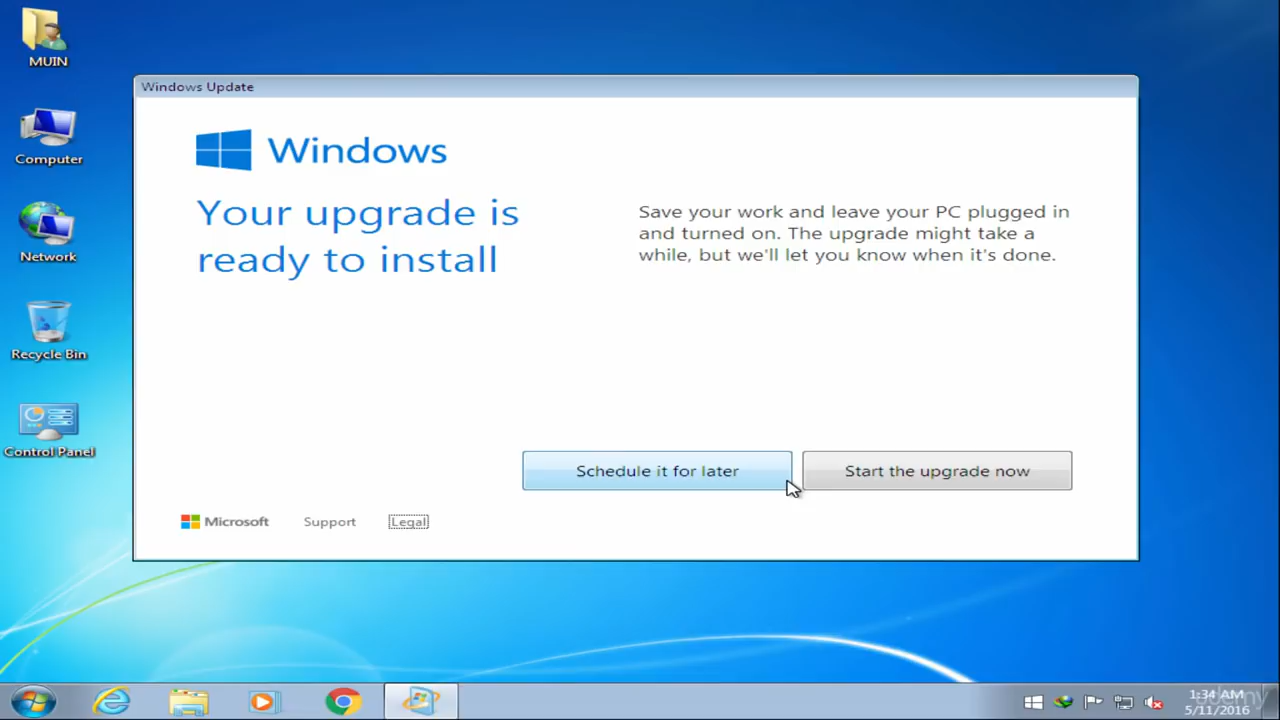 MUIN
Computer
Network
Recycle Bin
Control Panel
Windows Update
Windows
Your upgrade is
ready to install
Save your work and leave your PC plugged in
and turned on. The upgrade might take a
while, but we'll let you know when it's done.
Schedule it for later
Start the upgrade now
Microsoft
Support
Legal
1:34 AM
5/11/2016
udemy